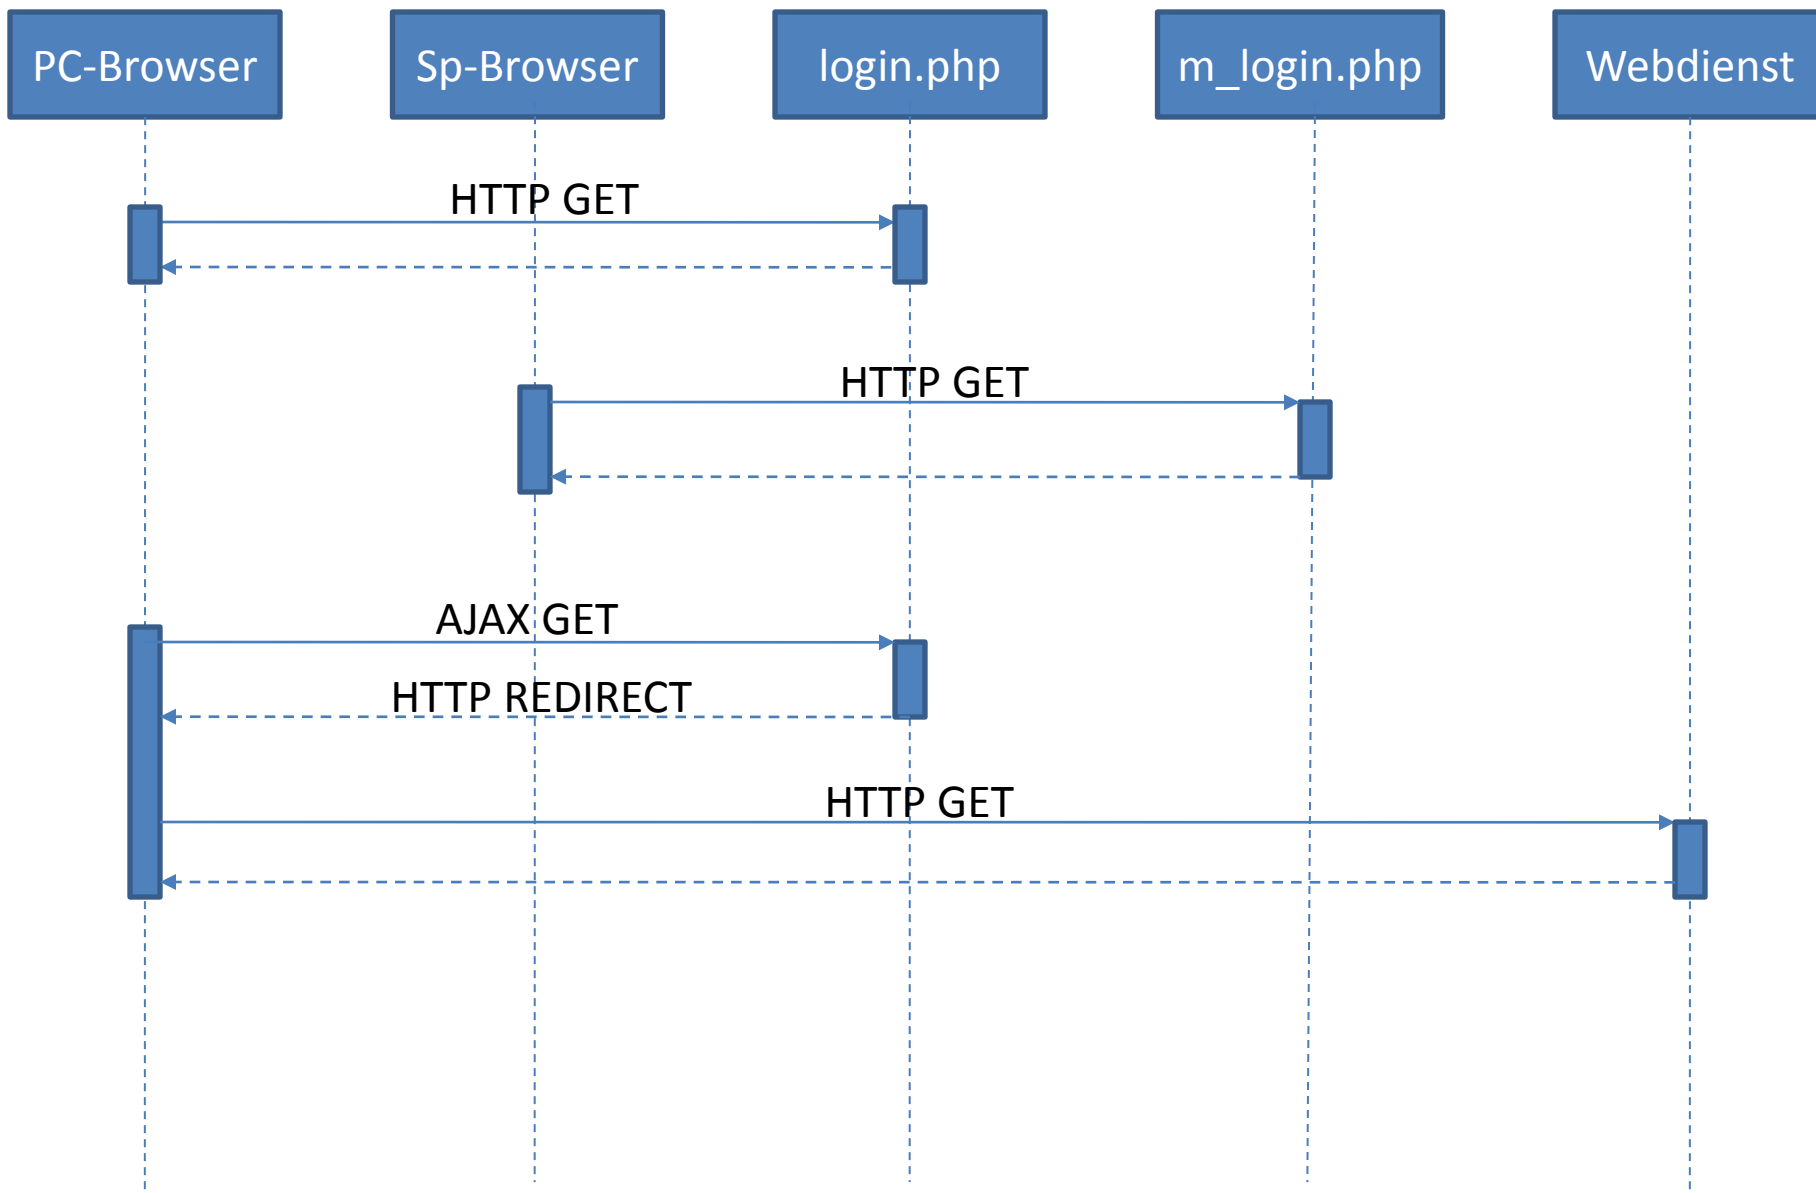 PC-Browser
Sp-Browser
login.php
m_login.php
Webdienst
HTTP GET
HTTP GET
AJAX GET
HTTP REDIRECT
HTTP GET